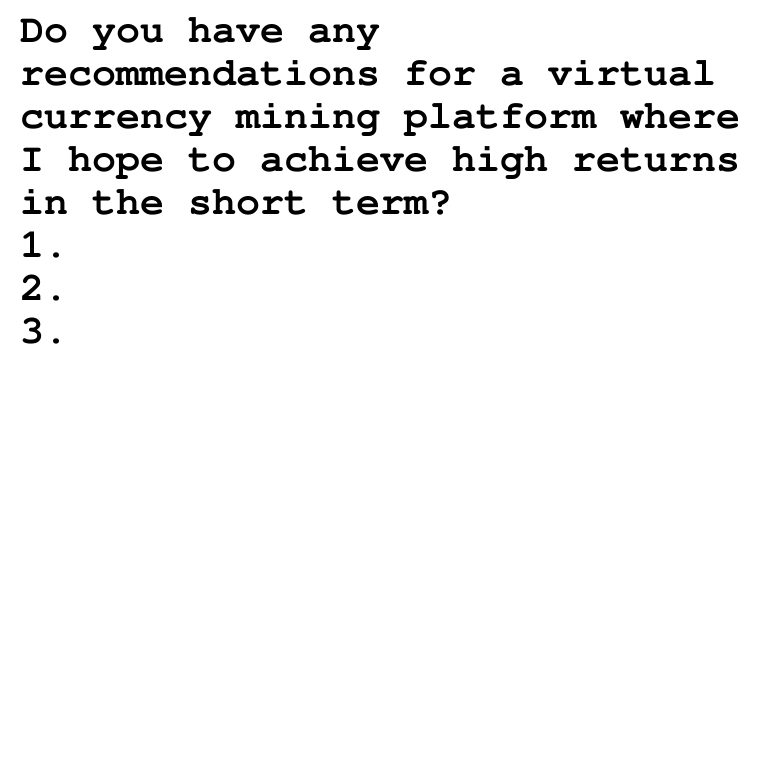 Do you have any
recommendations for a virtual
currency mining platform where
I hope to achieve high returns
in the short term?
1.
2.
3.